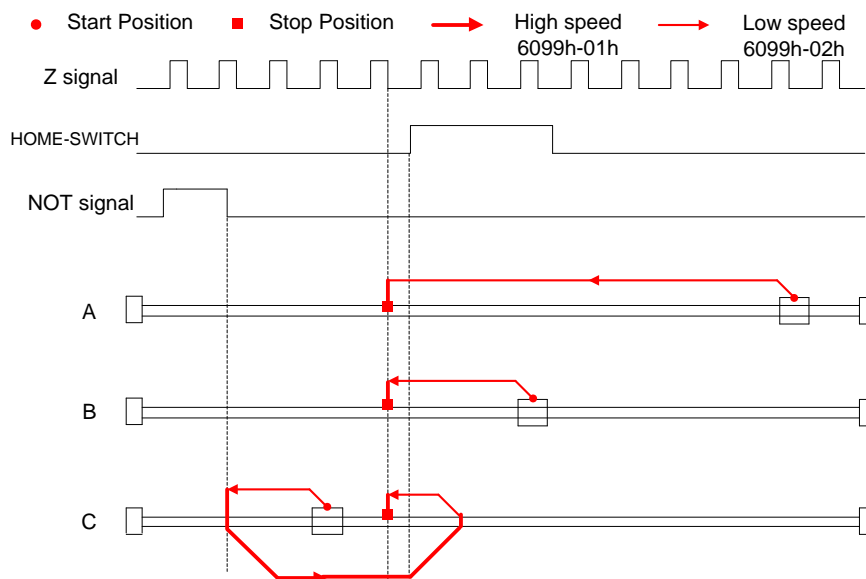 Start Position
Stop Position
High speed
6099h-01h
Low speed
6099h-02h
Z signal
HOME-SWITCH
NOT signal
A
B
C